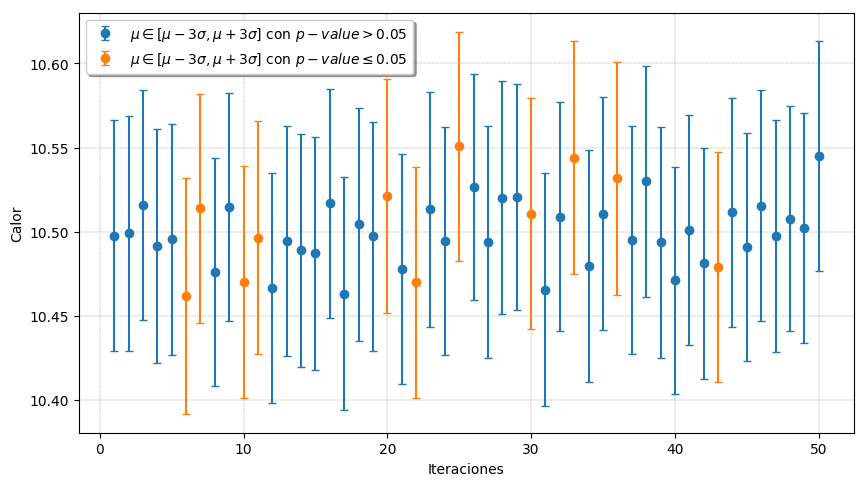 μ ∈ [μ − 3σ, μ + 3σ] con p − value > 0.05
μ ∈ [μ − 3σ, μ + 3σ] con p − value ≤ 0.05
10.60
10.55
10.50
10.45
10.40
Calor
0 10 20 30 40 50
Iteraciones